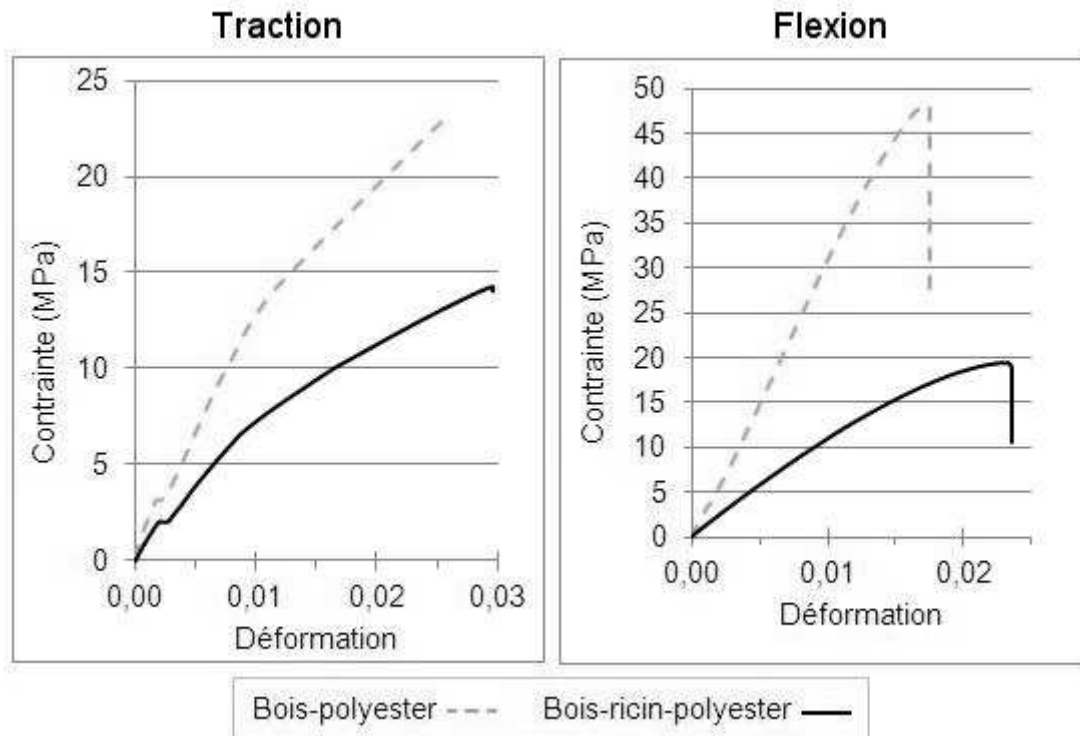 Traction
Contrainte (MPa)
25
20
15
10
5
0
0,00 0,01 0,02 0,03
Déformation
Flexion
Contrainte (MPa)
50
45
40
35
30
25
20
15
10
5
0
0,00 0,01 0,02
Déformation
Bois-polyester Bois-ricin-polyester